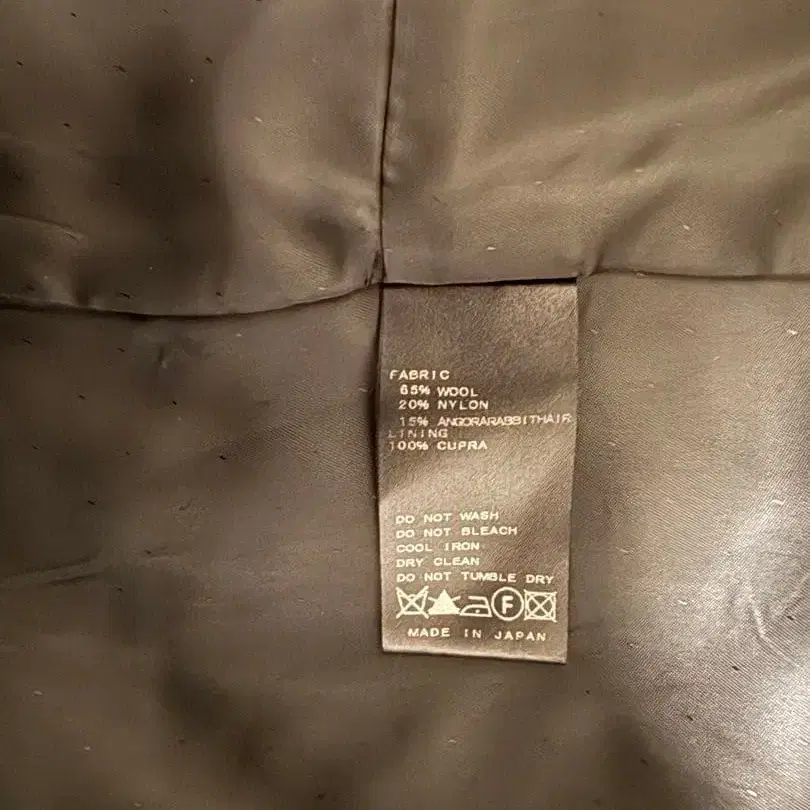 FABRIC
65% WOOL
20% NYLON
15% ANGORARABBITHAIR
LINING
100% CUPRA
DO NOT WASH
DO NOT BLEACH
COOL IRON
DRY CLEAN
DO NOT TUMBLE DRY
F
MADE IN JAPAN